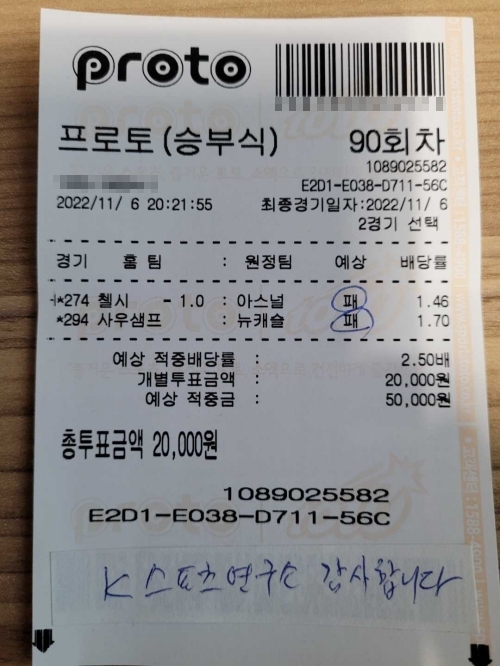 proto
프로토(승부식) 90회차
1089025582
E2D1-E038-D711-56C
2022/11/ 6 20:21:55 최종경기일자:2022/11/ 6
2경기 선택
경기 홈팀 : 원정팀 예상 배당률
*274 첼시 - 1.0 : 아스널 패 1.46
*294 사우샘프 : 뉴캐슬 패 1.70
예상 적중배당률 : 2.50배
개별투표금액 : 20,000원
예상 적중금 : 50,000원
총투표금액 20,000원
1089025582
E2D1-E038-D711-56C
K 스포츠연구소 감사합니다